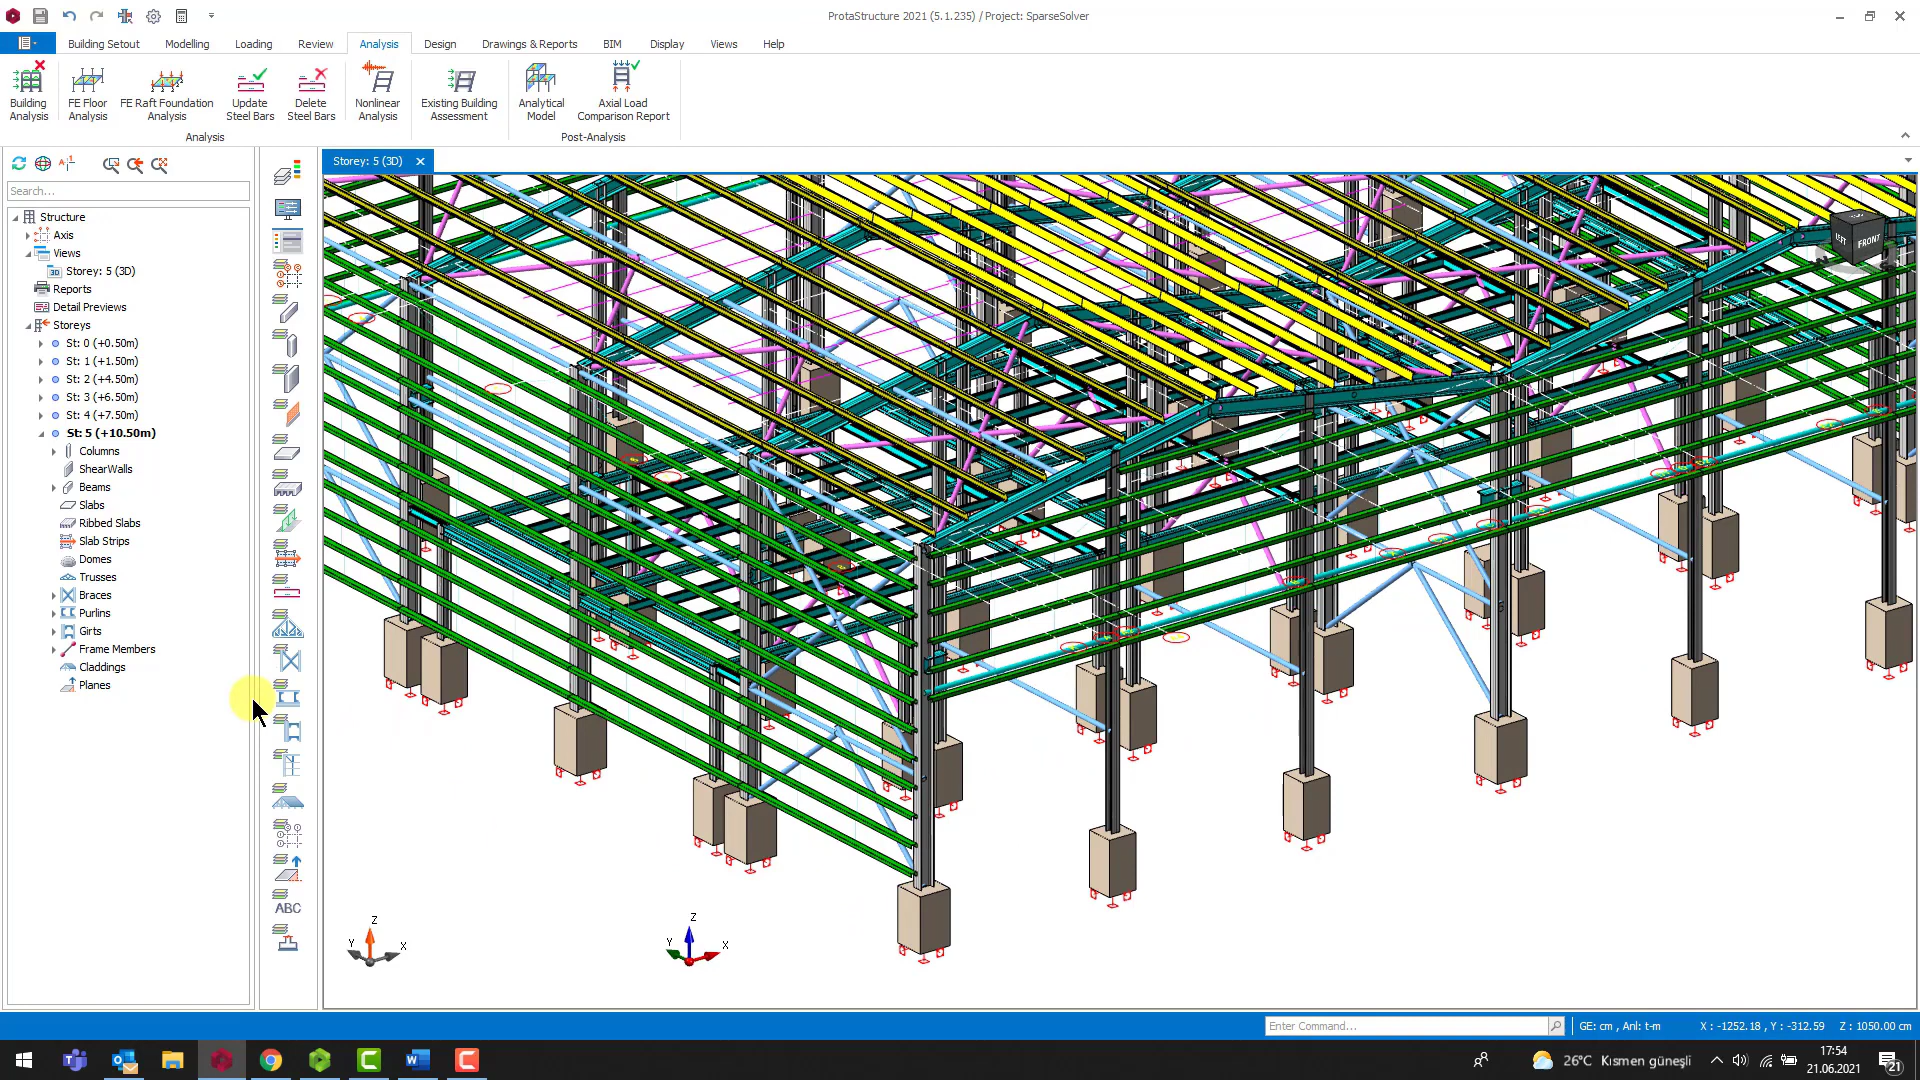 ProtaStructure 2021 (5.1.235) / Project: SparseSolver
Building Setout
Modelling
Loading
Review
Analysis
Design
Drawings & Reports
BIM
Display
Views
Help
Building
Analysis
FE Floor
Analysis
FE Raft Foundation
Analysis
Update
Steel Bars
Delete
Steel Bars
Nonlinear
Analysis
Existing Building
Assessment
Analytical
Model
Axial Load
Comparison Report
Analysis
Post-Analysis
Search...
Storey: 5 (3D)
Structure
Axis
Views
3D Storey: 5 (3D)
Reports
Detail Previews
Storeys
St: 0 (+0.50m)
St: 1 (+1.50m)
St: 2 (+4.50m)
St: 3 (+6.50m)
St: 4 (+7.50m)
St: 5 (+10.50m)
Columns
ShearWalls
Beams
Slabs
Ribbed Slabs
Slab Strips
Domes
Trusses
Braces
Purlins
Girts
Frame Members
Claddings
Planes
ABC
LEFT
FRONT
Z
Y
X
Z
Y
X
Enter Command...
GE: cm , Anl: t-m
X : -1252.18 , Y : -312.59
Z : 1050.00 cm
26°C Kısmen güneşli
17:54
21.06.2021
21